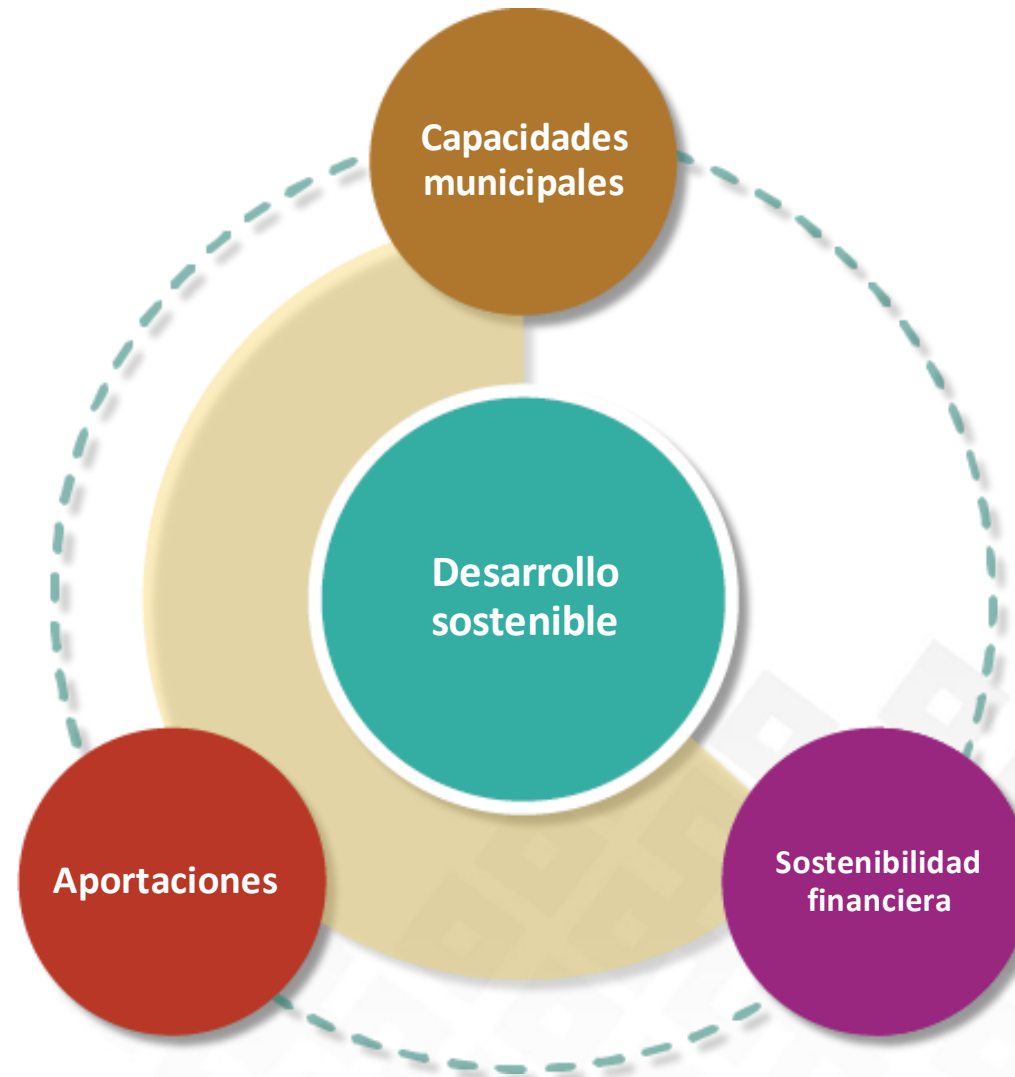 Capacidades
municipales
Desarrollo
sostenible
Aportaciones
Sostenibilidad
financiera